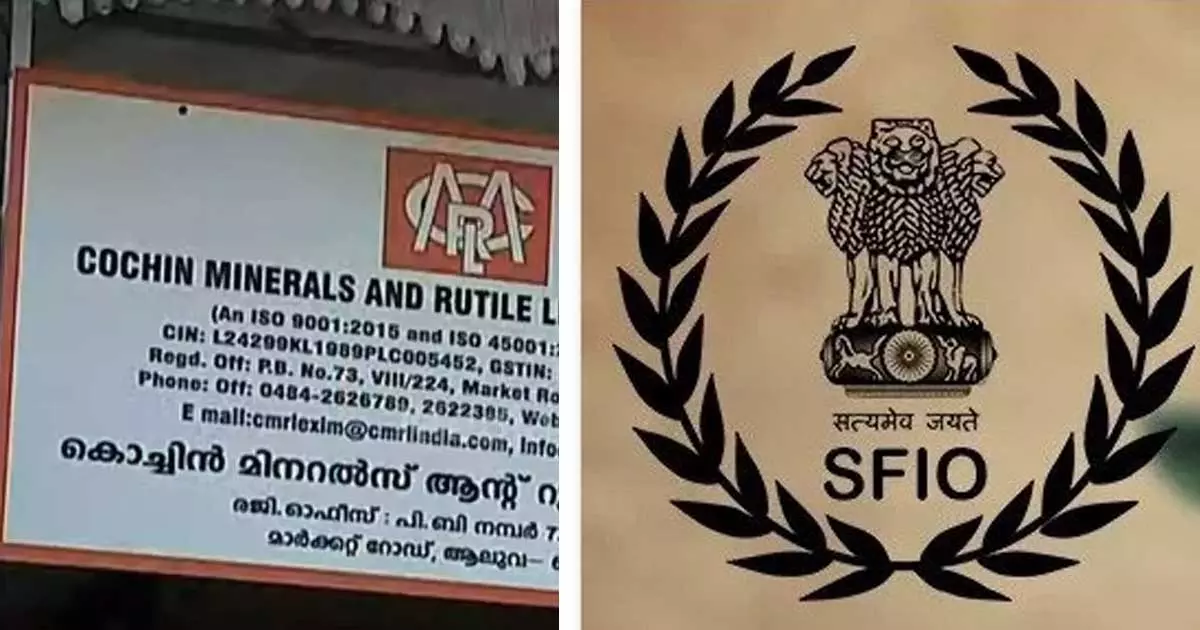 CMRL
COCHIN MINERALS AND RUTILE L
(An ISO 9001:2015 and ISO 45001:
CIN: L24299KL1989PLC005452, GSTIN:
Regd. Off: P.B. No.73, VIII/224, Market Ro
Phone: Off: 0484-2626789, 2622385, Web
E mail:cmrlexim@cmrlindia.com, Info
കൊച്ചിൻ മിനറൽസ് ആന്റ് റൂ
രജി.ഓഫീസ് : പി.ബി നമ്പർ 7
മാർക്കറ്റ് റോഡ്, ആലുവ–
सत्यमेव जयते
SFIO